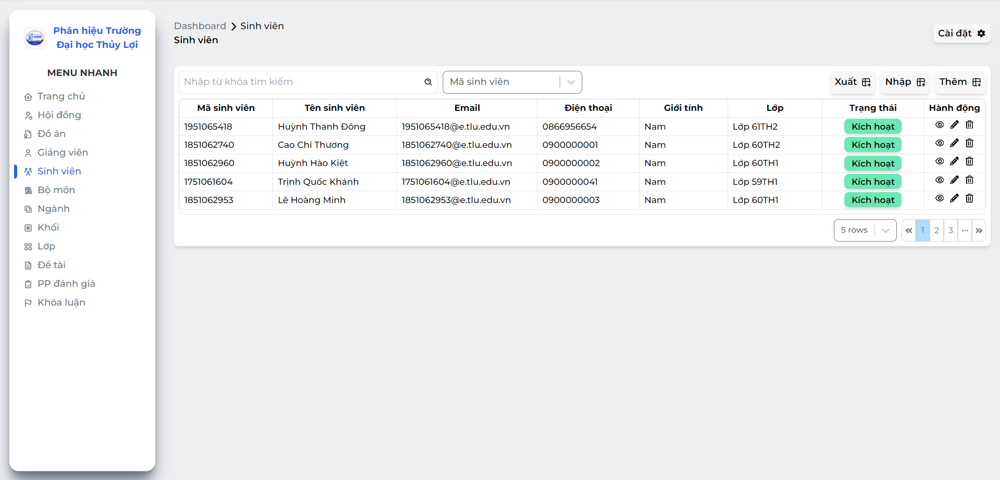 Phân hiệu Trường
Đại học Thủy Lợi
MENU NHANH
Trang chủ
Hội đồng
Đồ án
Giảng viên
Sinh viên
Bộ môn
Ngành
Khối
Lớp
Đề tài
PP đánh giá
Khóa luận
Dashboard Sinh viên
Sinh viên
Cài đặt
Nhập từ khóa tìm kiếm Mã sinh viên Xuất Nhập Thêm
Mã sinh viên Tên sinh viên Email Điện thoại Giới tính Lớp Trạng thái Hành động
1951065418 Huỳnh Thanh Đông 1951065418@e.tlu.edu.vn 0866956654 Nam Lớp 61TH2 Kích hoạt
1851062740 Cao Chí Thương 1851062740@e.tlu.edu.vn 0900000001 Nam Lớp 60TH2 Kích hoạt
1851062960 Huỳnh Hào Kiệt 1851062960@e.tlu.edu.vn 0900000002 Nam Lớp 60TH1 Kích hoạt
1751061604 Trịnh Quốc Khánh 1751061604@e.tlu.edu.vn 0900000041 Nam Lớp 59TH1 Kích hoạt
1851062953 Lê Hoàng Minh 1851062953@e.tlu.edu.vn 0900000003 Nam Lớp 60TH1 Kích hoạt
5 rows « 1 2 3 ... »